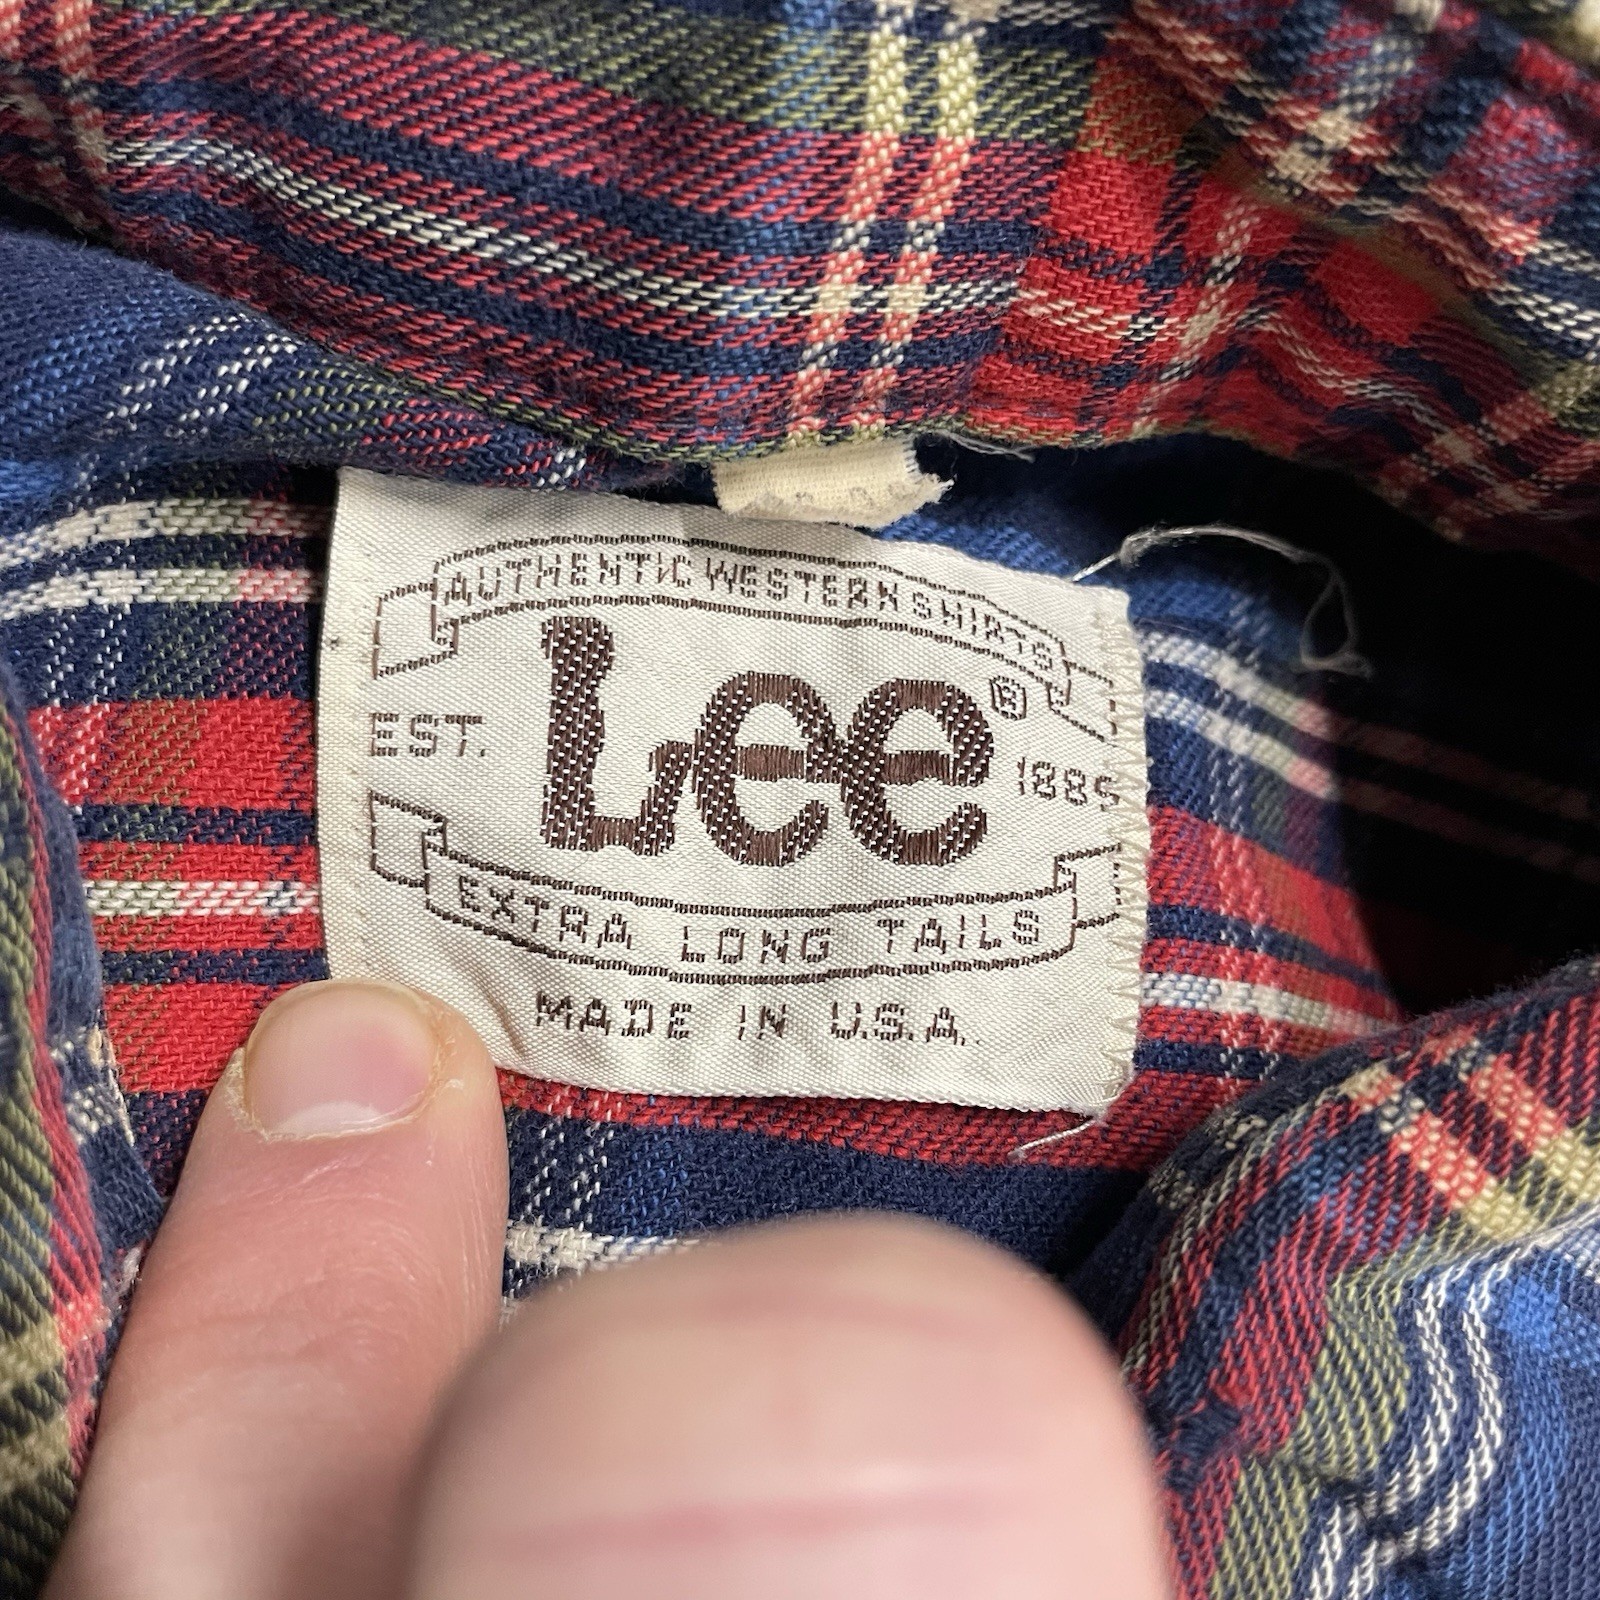 AUTHENTIC WESTERN SHIRTS
Lee®
EST. 1889
EXTRA LONG TAILS
MADE IN U.S.A.